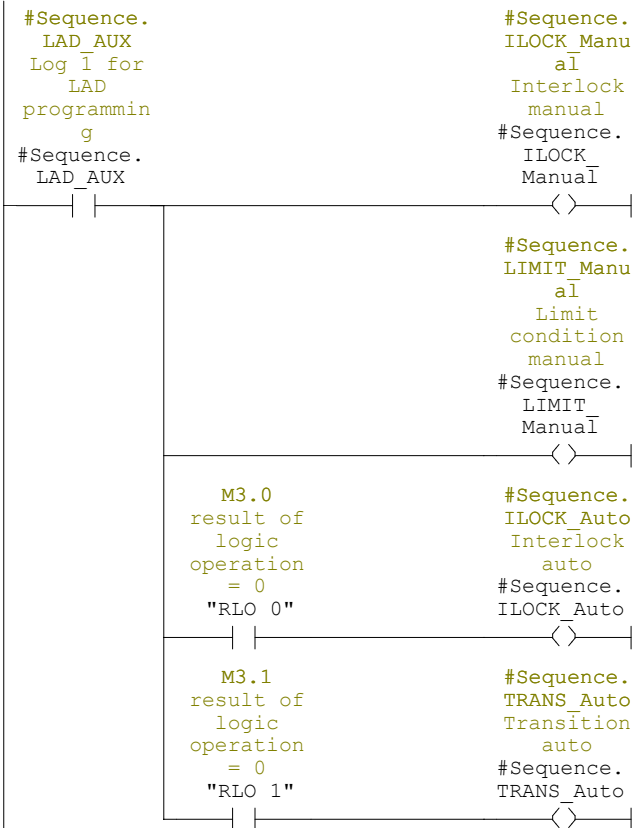 #Sequence.
LAD_AUX
Log 1 for
LAD
programmin
g
#Sequence.
LAD_AUX
#Sequence.
ILOCK_Manu
al
Interlock
manual
#Sequence.
ILOCK_
Manual
#Sequence.
LIMIT_Manu
al
Limit
condition
manual
#Sequence.
LIMIT_
Manual
M3.0
result of
logic
operation
= 0
"RLO 0"
#Sequence.
ILOCK_Auto
Interlock
auto
#Sequence.
ILOCK_Auto
M3.1
result of
logic
operation
= 0
"RLO 1"
#Sequence.
TRANS_Auto
Transition
auto
#Sequence.
TRANS_Auto